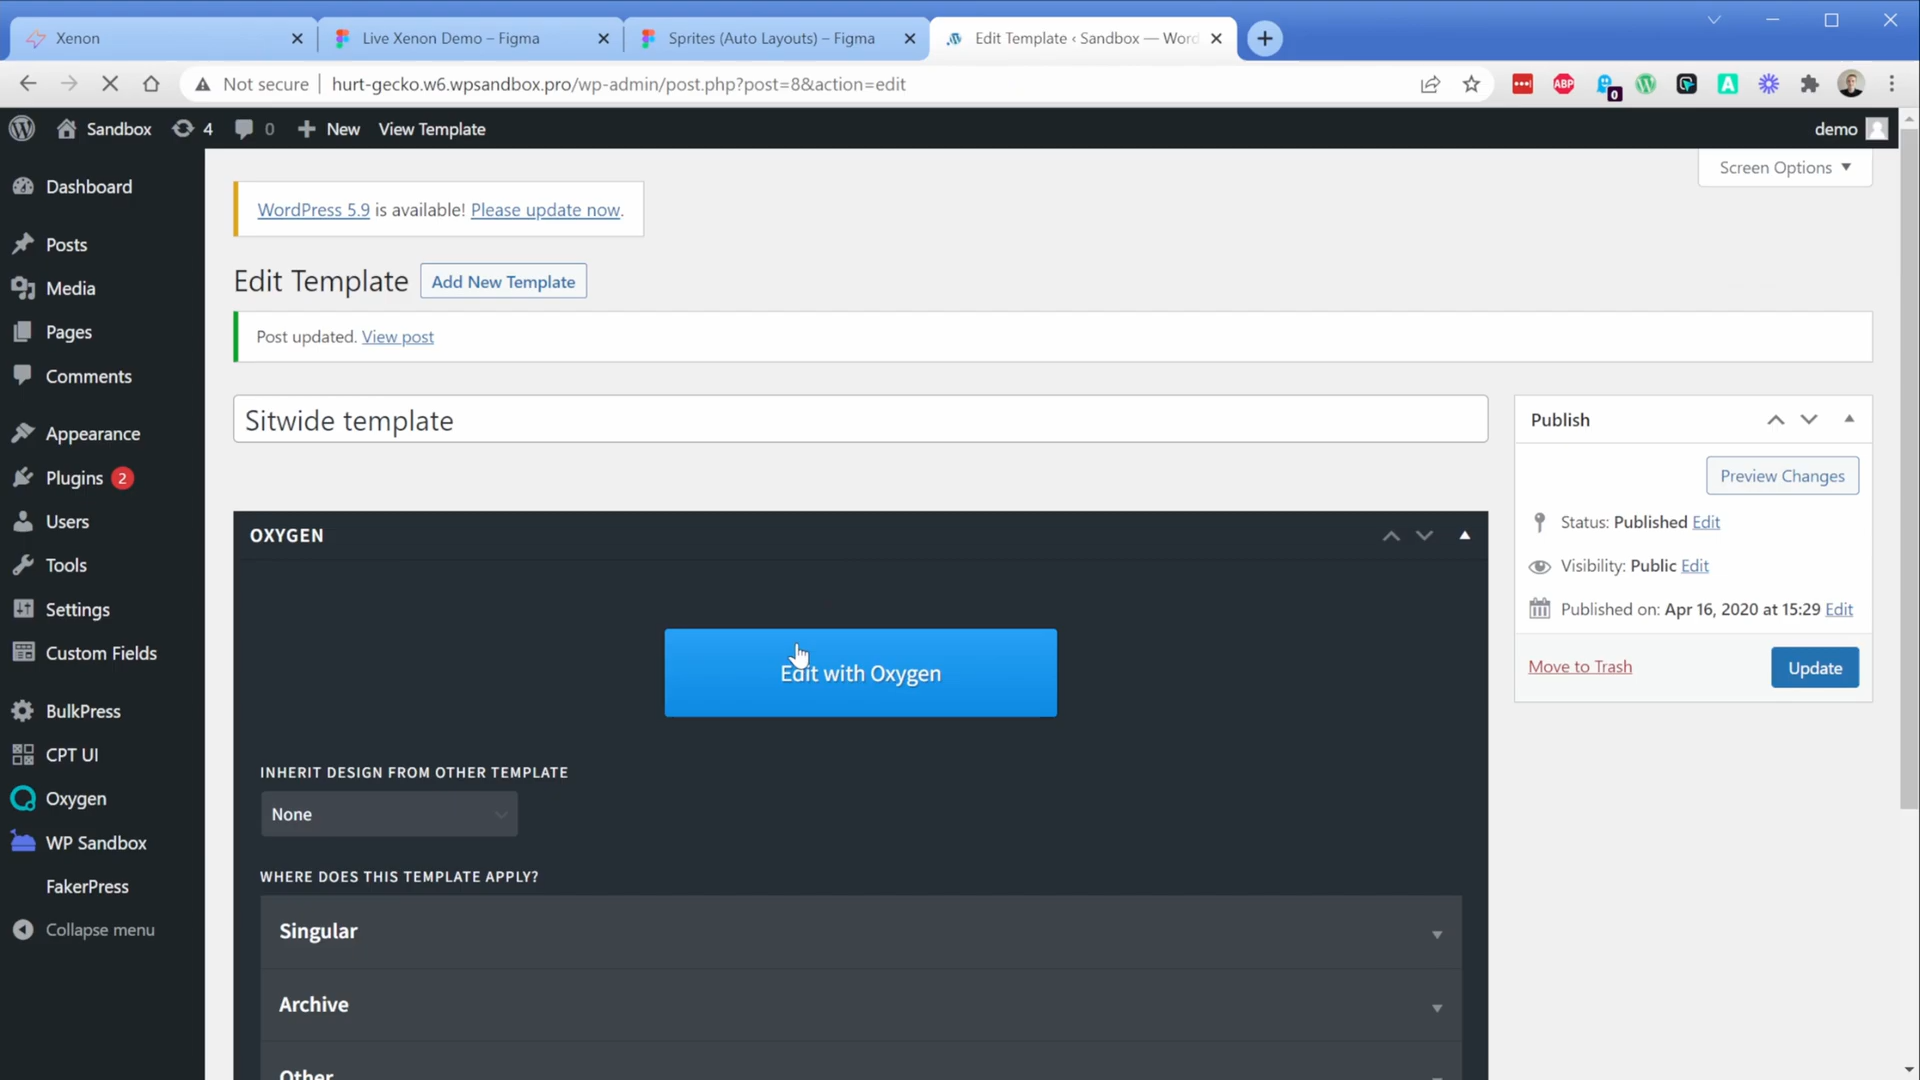 Xenon
Live Xenon Demo – Figma
Sprites (Auto Layouts) – Figma
Edit Template ‹ Sandbox — Word
Not secure
hurt-gecko.w6.wpsandbox.pro/wp-admin/post.php?post=8&action=edit
ABP
0
A
Sandbox
4
0
New
View Template
demo
Screen Options
Dashboard
Posts
Media
Pages
Comments
Appearance
Plugins 2
Users
Tools
Settings
Custom Fields
BulkPress
CPT UI
Oxygen
WP Sandbox
FakerPress
Collapse menu
WordPress 5.9 is available! Please update now.
Edit Template
Add New Template
Post updated. View post
Sitwide template
OXYGEN
Edit with Oxygen
INHERIT DESIGN FROM OTHER TEMPLATE
None
WHERE DOES THIS TEMPLATE APPLY?
Singular
Archive
Other
Publish
Preview Changes
Status: Published Edit
Visibility: Public Edit
Published on: Apr 16, 2020 at 15:29 Edit
Move to Trash
Update